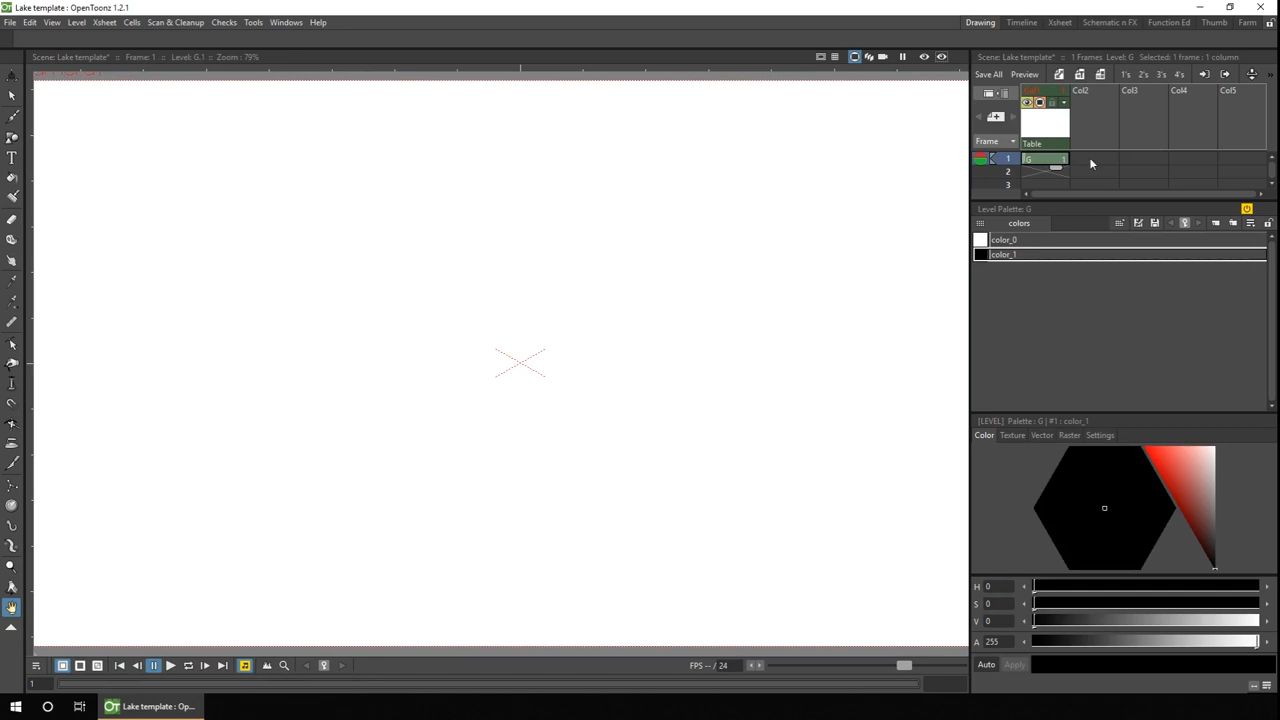 Lake template : OpenToonz 1.2.1
File Edit View Level Xsheet Cells Scan & Cleanup Checks Tools Windows Help
Drawing Timeline Xsheet Schematic n FX Function Ed Thumb Farm
Scene: Lake template* :: Frame: 1 :: Level: G.1 :: Zoom : 79%
Scene: Lake template* :: 1 Frames Level: G Selected: 1 frame : 1 column
Save All Preview 1's 2's 3's 4's
Col1 1 Col2 Col3 Col4 Col5
Frame Table
1 G 1
2
3
Level Palette: G
colors
color_0
color_1
[LEVEL] Palette : G | #1 : color_1
Color Texture Vector Raster Settings
H 0
S 0
V 0
A 255
Auto Apply
FPS -- / 24
1
Lake template : Op...